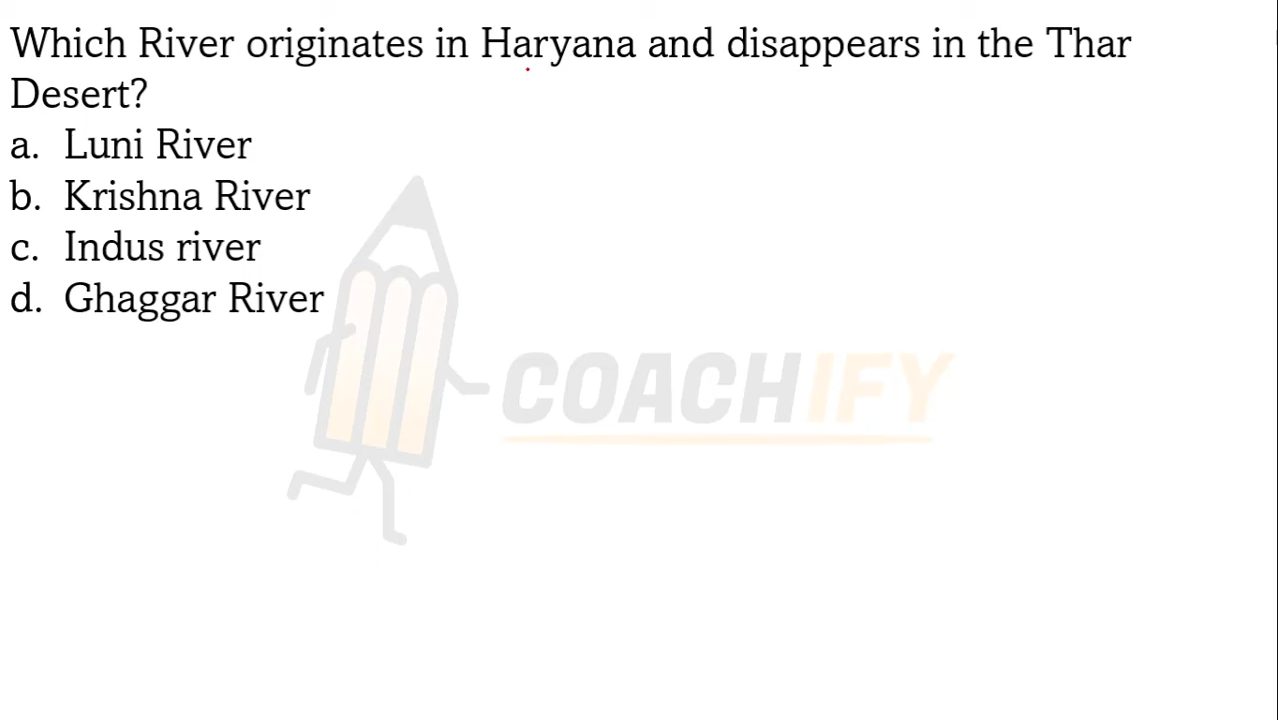 Which River originates in Haryana and disappears in the Thar
Desert?
a. Luni River
b. Krishna River
c. Indus river
d. Ghaggar River
COACHIFY